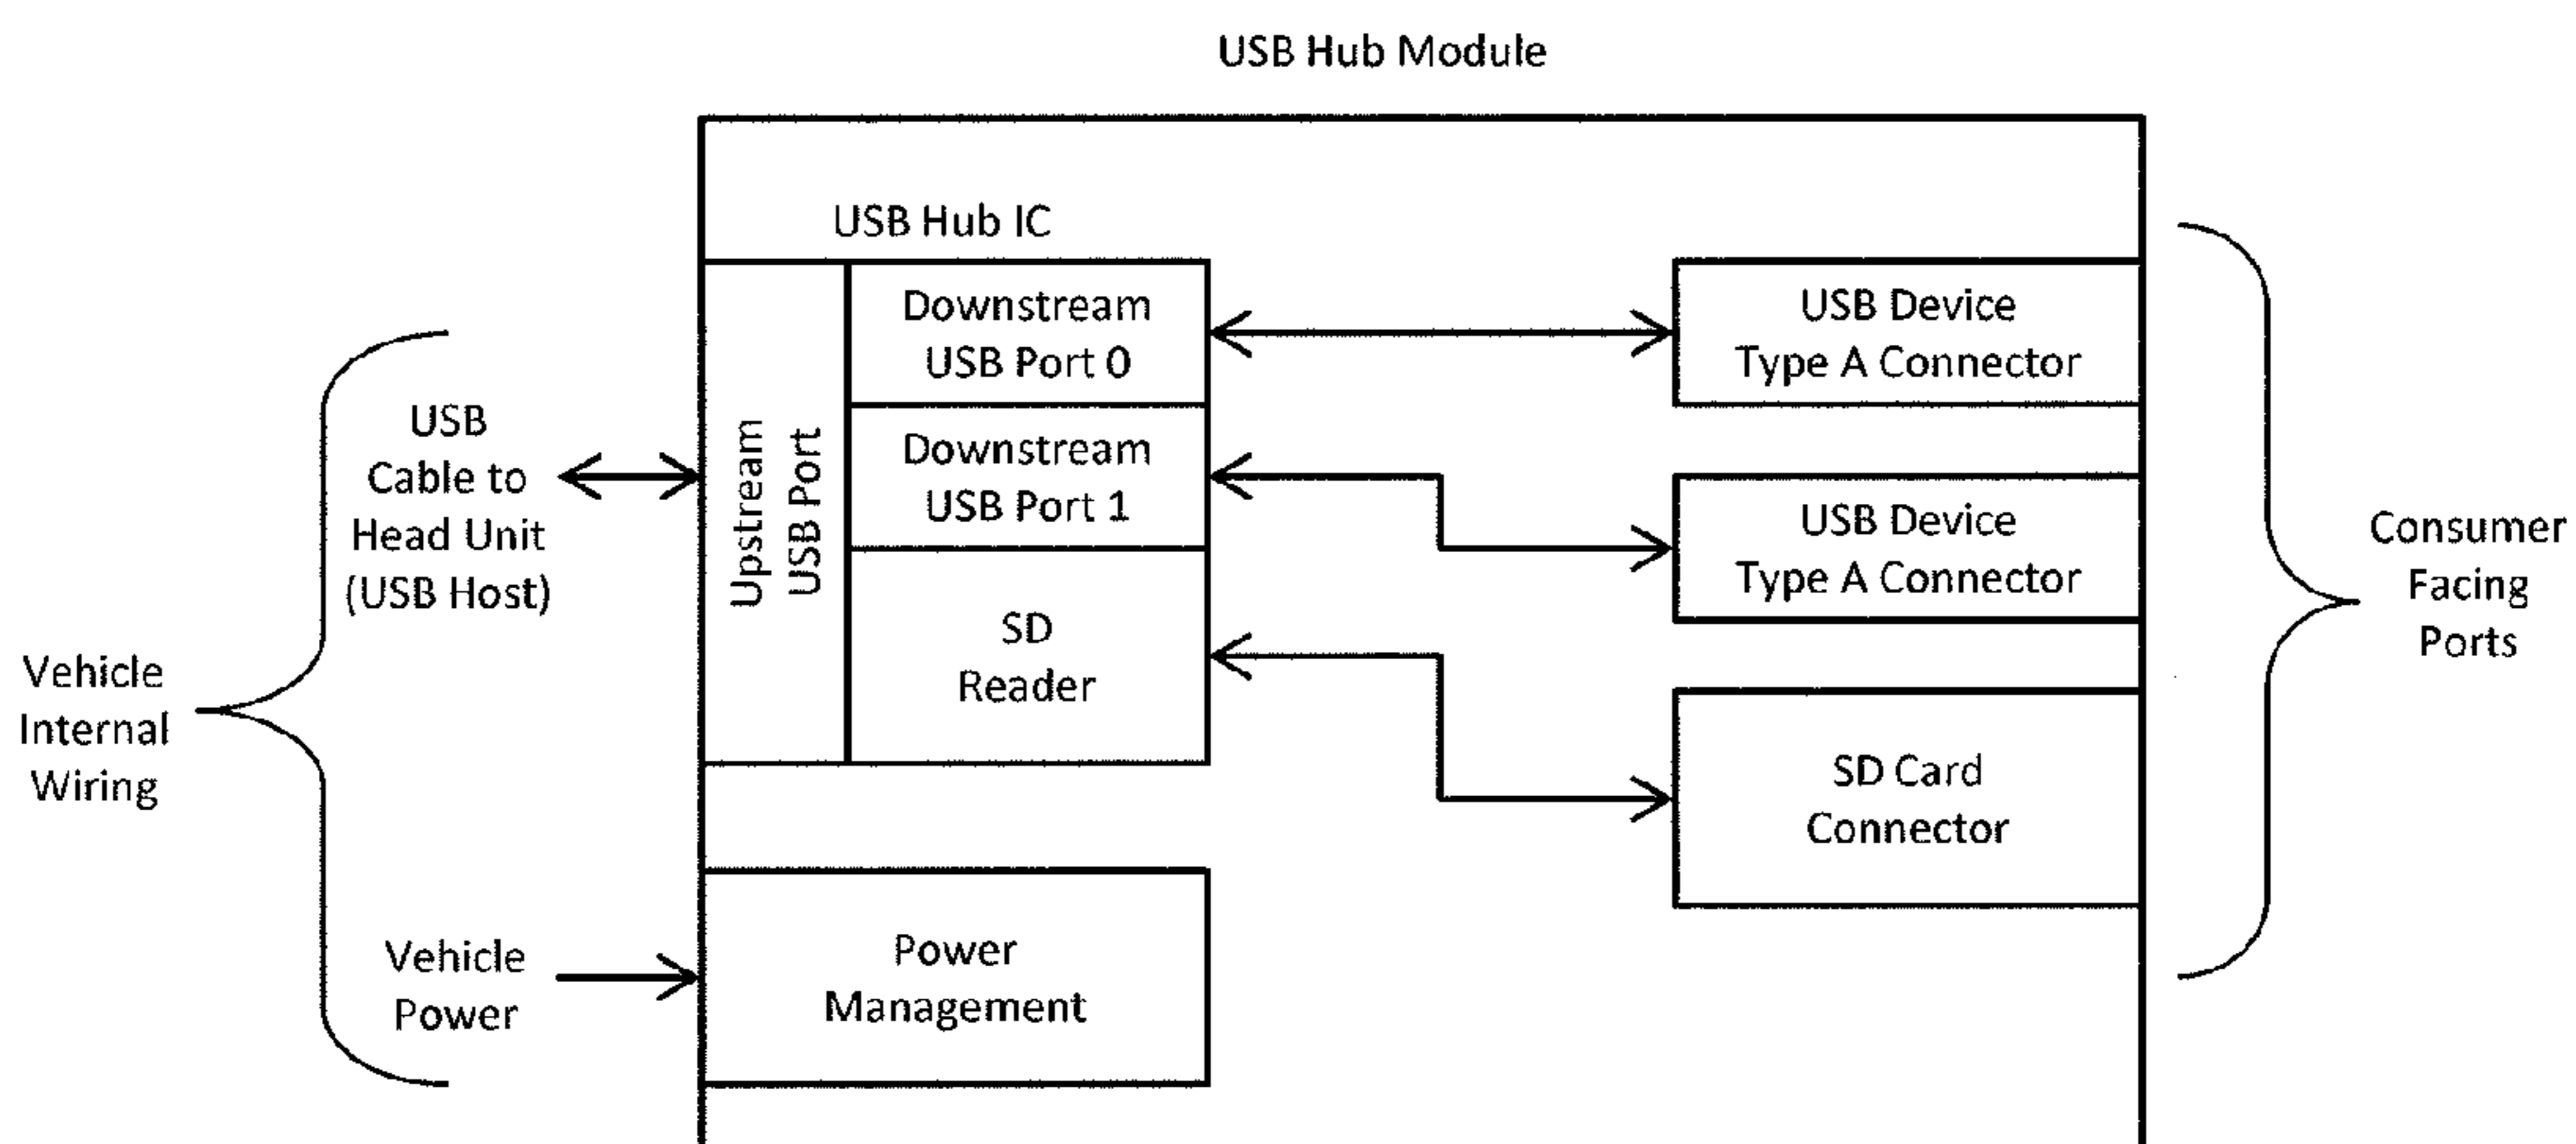 USB Hub Module
USB Hub IC
Upstream
USB Port
Downstream
USB Port 0
Downstream
USB Port 1
SD
Reader
USB Device
Type A Connector
USB Device
Type A Connector
SD Card
Connector
USB
Cable to
Head Unit
(USB Host)
Vehicle
Internal
Wiring
Vehicle
Power
Power
Management
Consumer
Facing
Ports